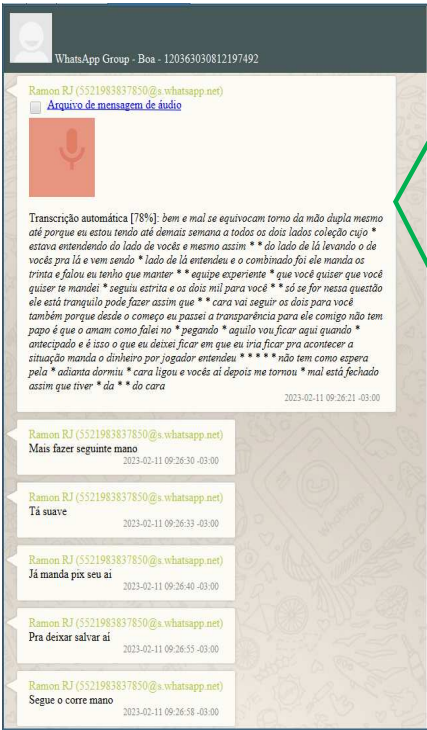 WhatsApp Group - Boa - 120363030812197492
Ramon RJ (5521983837850@s.whatsapp.net)
Arquivo de mensagem de áudio
Transcrição automática [78%]: bem e mal se equivocam torno da mão dupla mesmo
até porque eu estou tendo até demais semana a todos os dois lados coleção cujo *
estava entendendo do lado de vocês e mesmo assim * * do lado de lá levando o de
vocês pra lá e vem sendo * lado de lá entendeu e o combinado foi ele manda os
trinta e falou eu tenho que manter * * equipe experiente * que você quiser que você
quiser te mandei * seguiu estrita e os dois mil para você * * só se for nessa questão
ele está tranquilo pode fazer assim que * * cara vai seguir os dois para você
também porque desde o começo eu passei a transparência para ele comigo não tem
papo é que o amam como falei no * pegando * aquilo vou ficar aqui quando *
antecipado e é isso o que eu deixei ficar em que eu iria ficar pra acontecer a
situação manda o dinheiro por jogador entendeu * * * * * não tem como espera
pela * adianta dormiu * cara ligou e vocês aí depois me tornou * mal está fechado
assim que tiver * da * * do cara
2023-02-11 09:26:21 -03:00
Ramon RJ (5521983837850@s.whatsapp.net)
Mais fazer seguinte mano
2023-02-11 09:26:30 -03:00
Ramon RJ (5521983837850@s.whatsapp.net)
Tá suave
2023-02-11 09:26:33 -03:00
Ramon RJ (5521983837850@s.whatsapp.net)
Já manda pix seu ai
2023-02-11 09:26:40 -03:00
Ramon RJ (5521983837850@s.whatsapp.net)
Pra deixar salvar aí
2023-02-11 09:26:55 -03:00
Ramon RJ (5521983837850@s.whatsapp.net)
Segue o corre mano
2023-02-11 09:26:58 -03:00